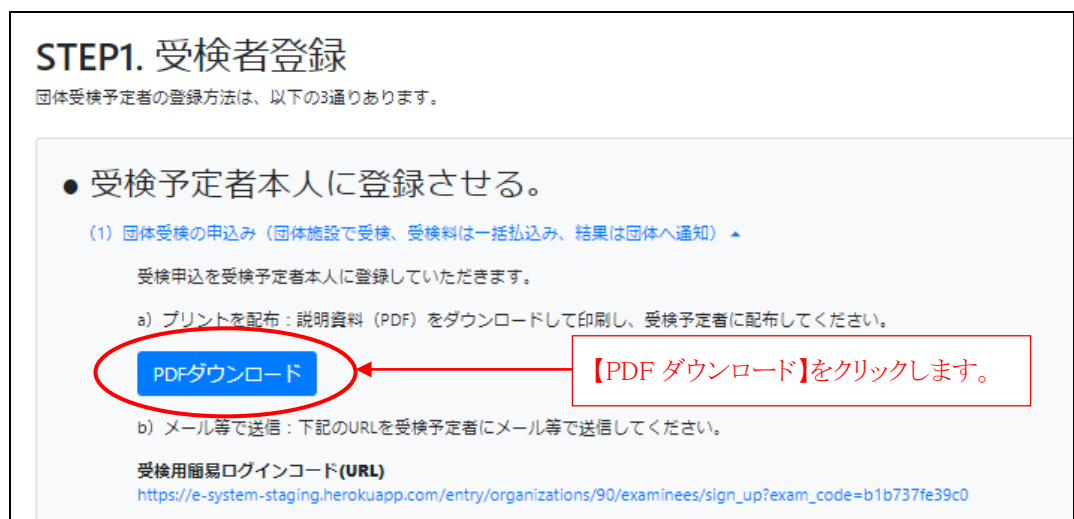 STEP1. 受検者登録
団体受検予定者の登録方法は、以下の3通りあります。
● 受検予定者本人に登録させる。
(1) 団体受検の申込み（団体施設で受検、受検料は一括払込み、結果は団体へ通知） ▲
受検申込を受検予定者本人に登録していただきます。
a）プリントを配布：説明資料（PDF）をダウンロードして印刷し、受検予定者に配布してください。
PDFダウンロード
【PDF ダウンロード】をクリックします。
b）メール等で送信：下記のURLを受検予定者にメール等で送信してください。
受検用簡易ログインコード(URL)
https://e-system-staging.herokuapp.com/entry/organizations/90/examinees/sign_up?exam_code=b1b737fe39c0